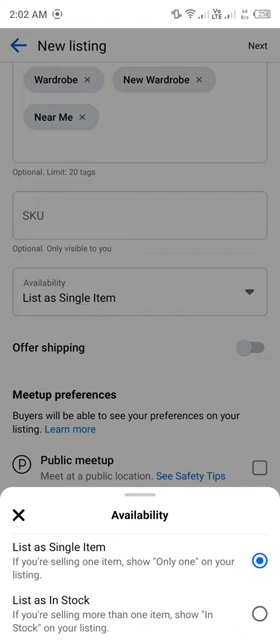 2:02 AM
Vo
LTE
64
B/s
New listing
Next
Wardrobe ×
New Wardrobe ×
Near Me ×
Optional. Limit: 20 tags
SKU
Optional. Only visible to you
Availability
List as Single Item
Offer shipping
Meetup preferences
Buyers will be able to see your preferences on your
listing. Learn more
Public meetup
Meet at a public location. See Safety Tips
Availability
List as Single Item
If you're selling one item, show "Only one" on your
listing.
List as In Stock
If you're selling more than one item, show "In
Stock" on your listing.